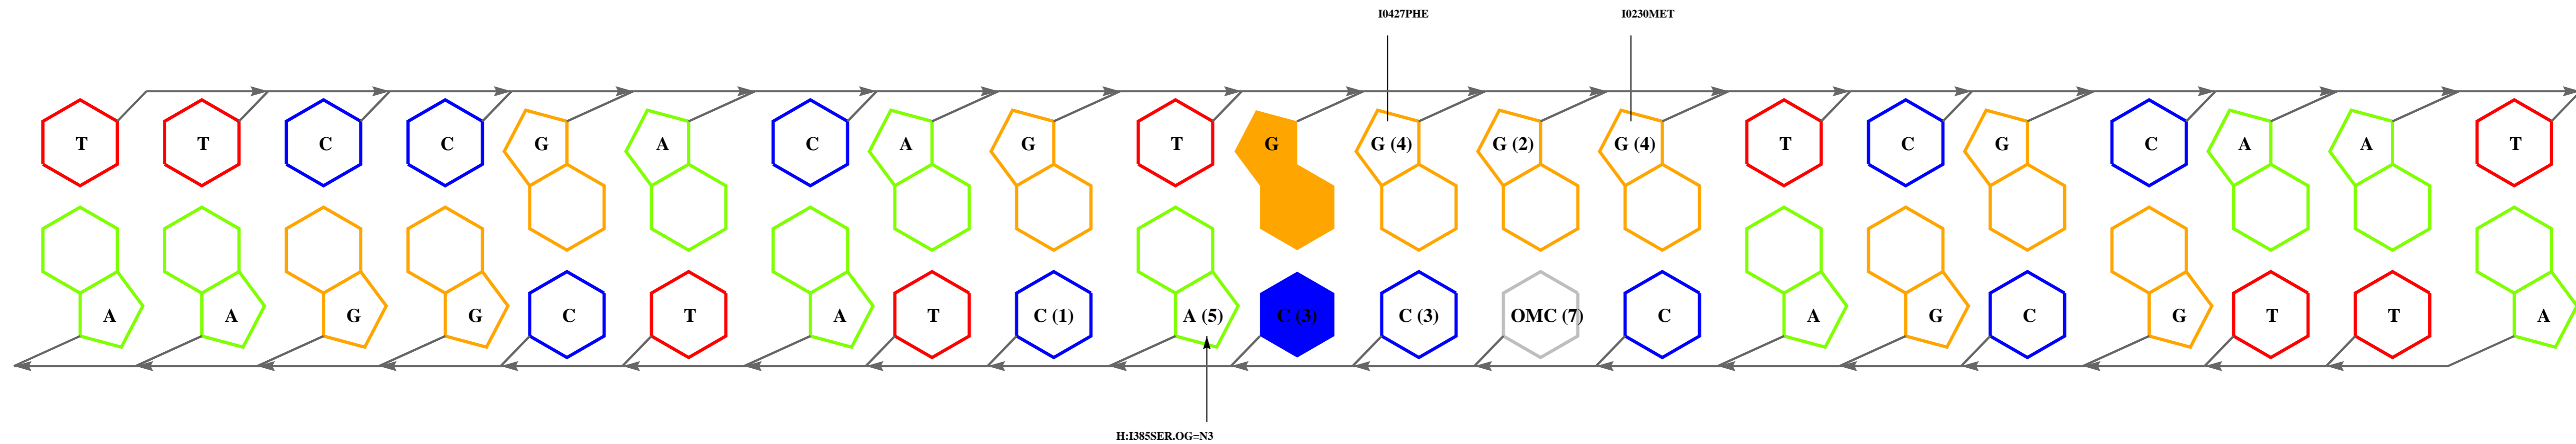 I0427PHE I0230MET
T T C C G A C A G T G G (4) G (2) G (4) T C G C A A T
A A G G C T A T C (1) A (5) C (3) C (3) OMC (7) C A G C G T T A
H:I385SER.OG=N3